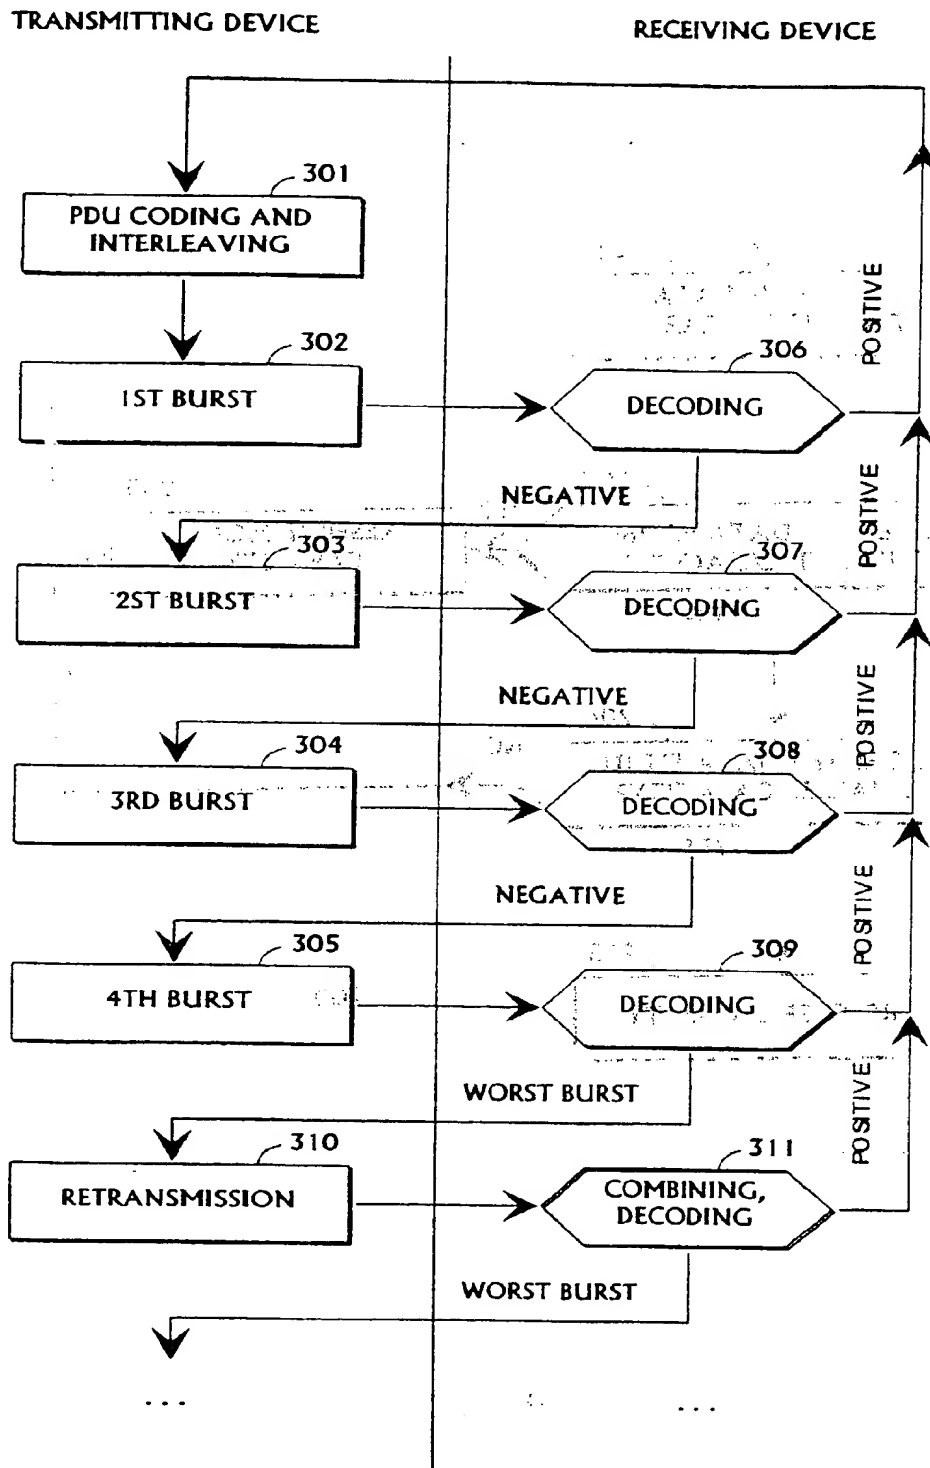 TRANSMITTING DEVICE
RECEIVING DEVICE
301
PDU CODING AND
INTERLEAVING
POSITIVE
302
1ST BURST
306
DECODING
NEGATIVE
POSITIVE
303
2ST BURST
307
DECODING
NEGATIVE
POSITIVE
304
3RD BURST
308
DECODING
NEGATIVE
POSITIVE
305
4TH BURST
309
DECODING
WORST BURST
POSITIVE
310
RETRANSMISSION
311
COMBINING,
DECODING
WORST BURST
...
...